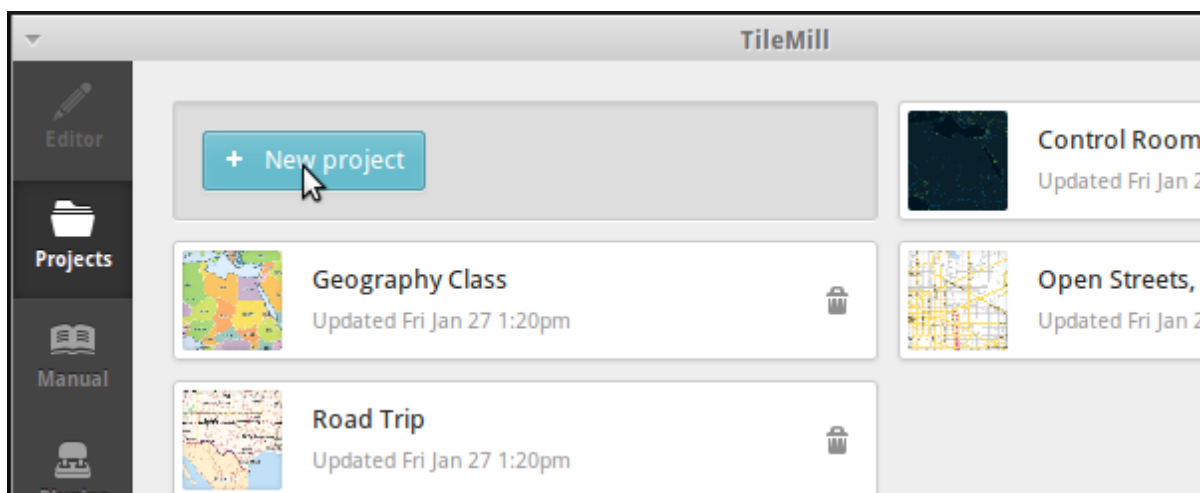 TileMill
Editor
Projects
Manual
+ New project
Control Room
Updated Fri Jan 2
Geography Class
Updated Fri Jan 27 1:20pm
Open Streets,
Updated Fri Jan 2
Road Trip
Updated Fri Jan 27 1:20pm